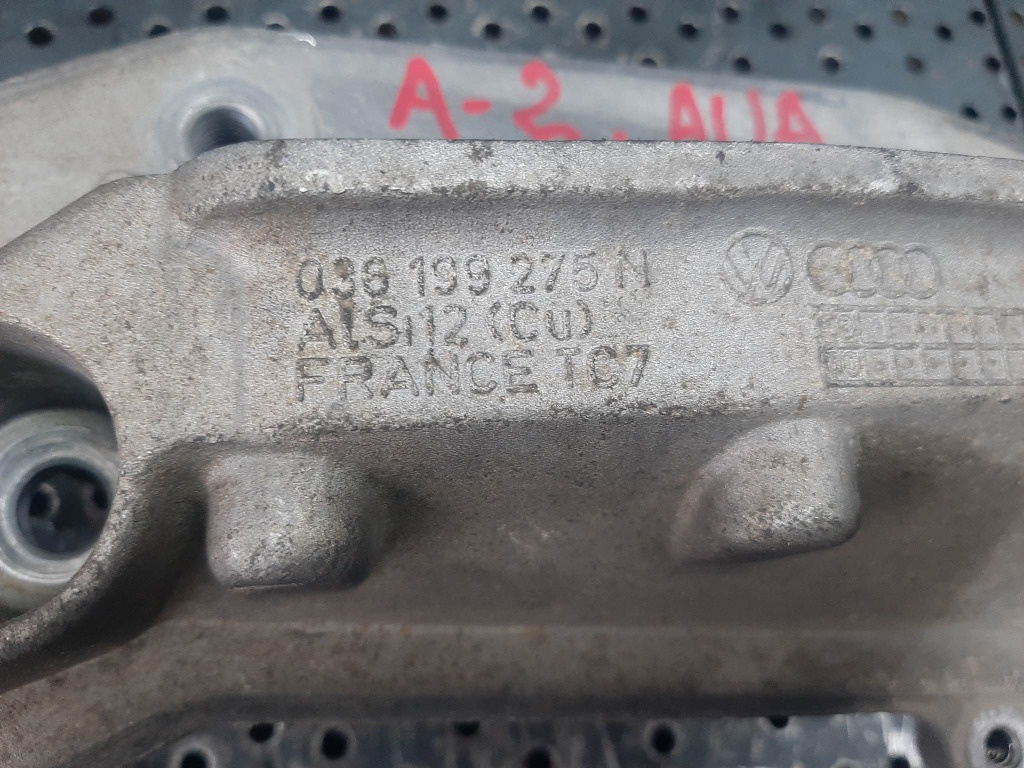 A-2. AUA
036 199 275 N
ALSi12 (Cu)
FRANCE TC7